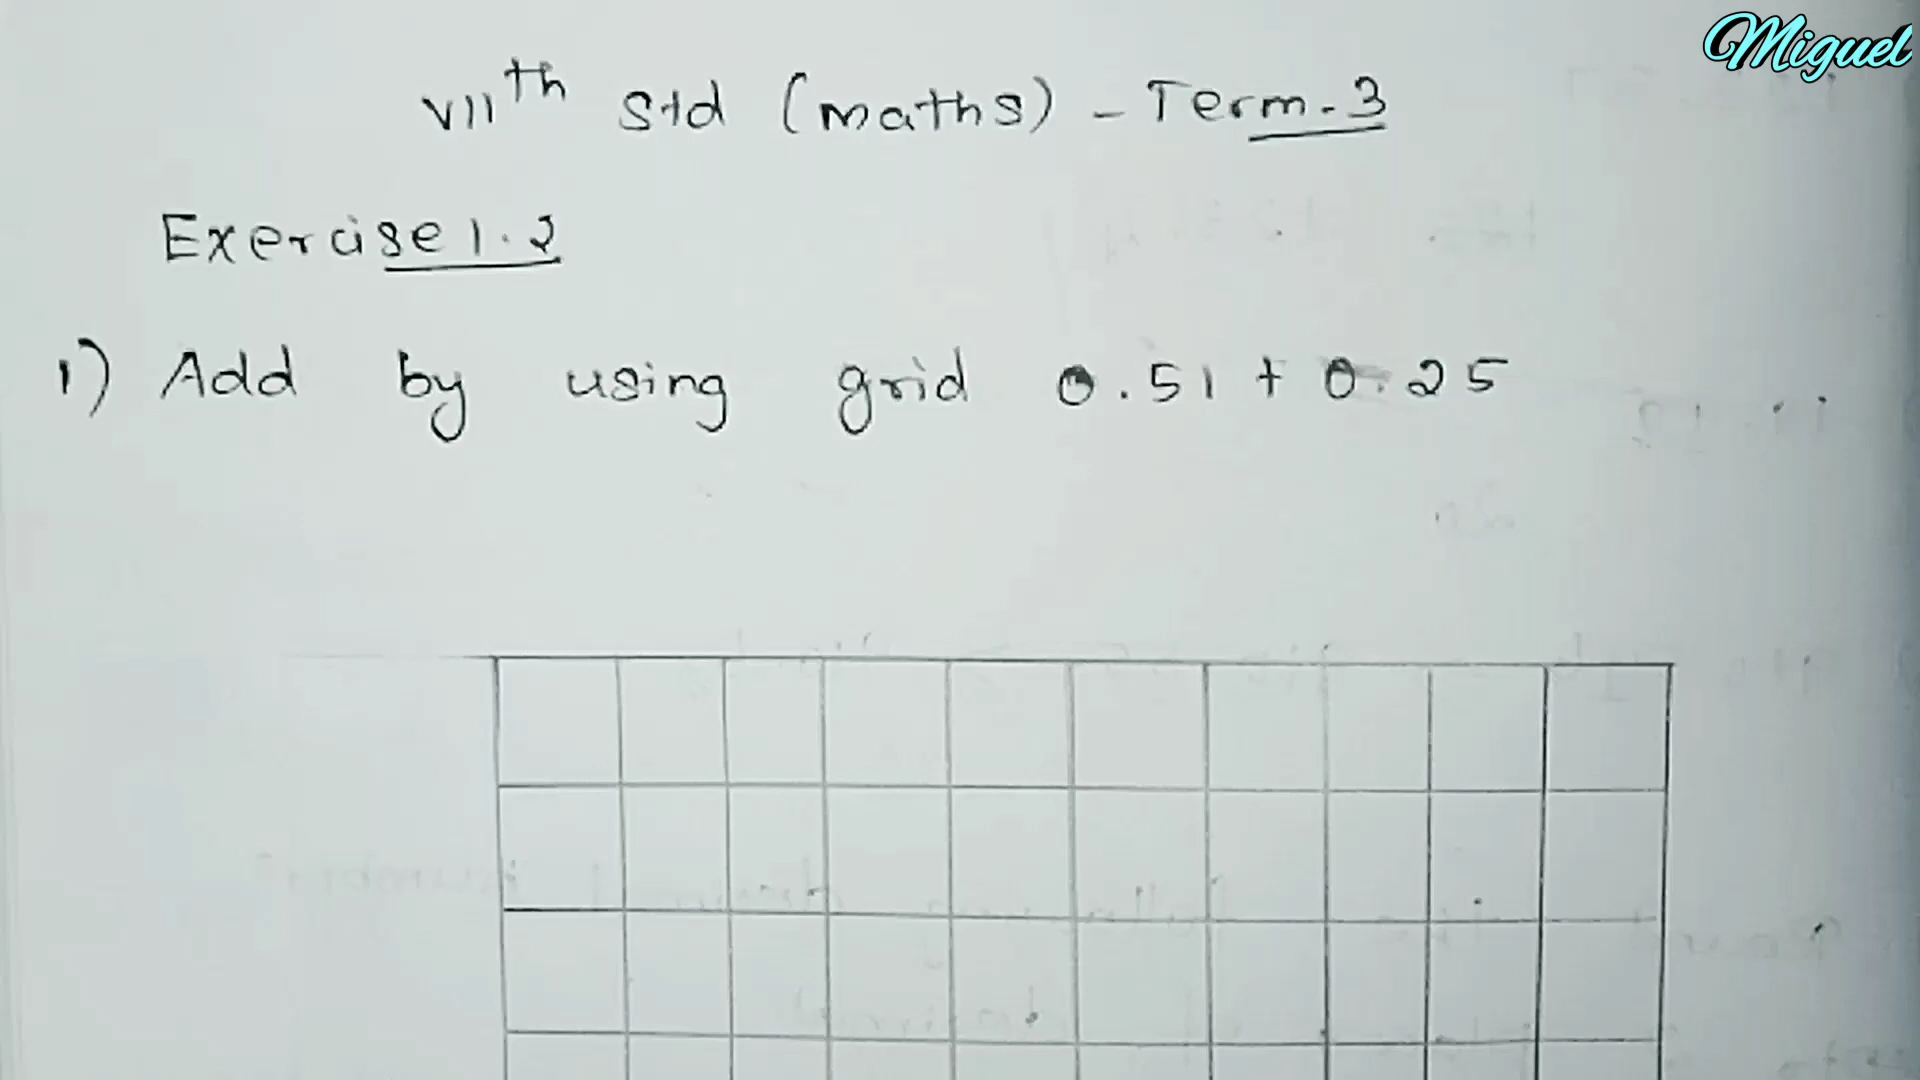 Miguel
VIIth Std (maths) - Term-3
Exercise 1.2
1) Add by using grid 0.51 + 0.25